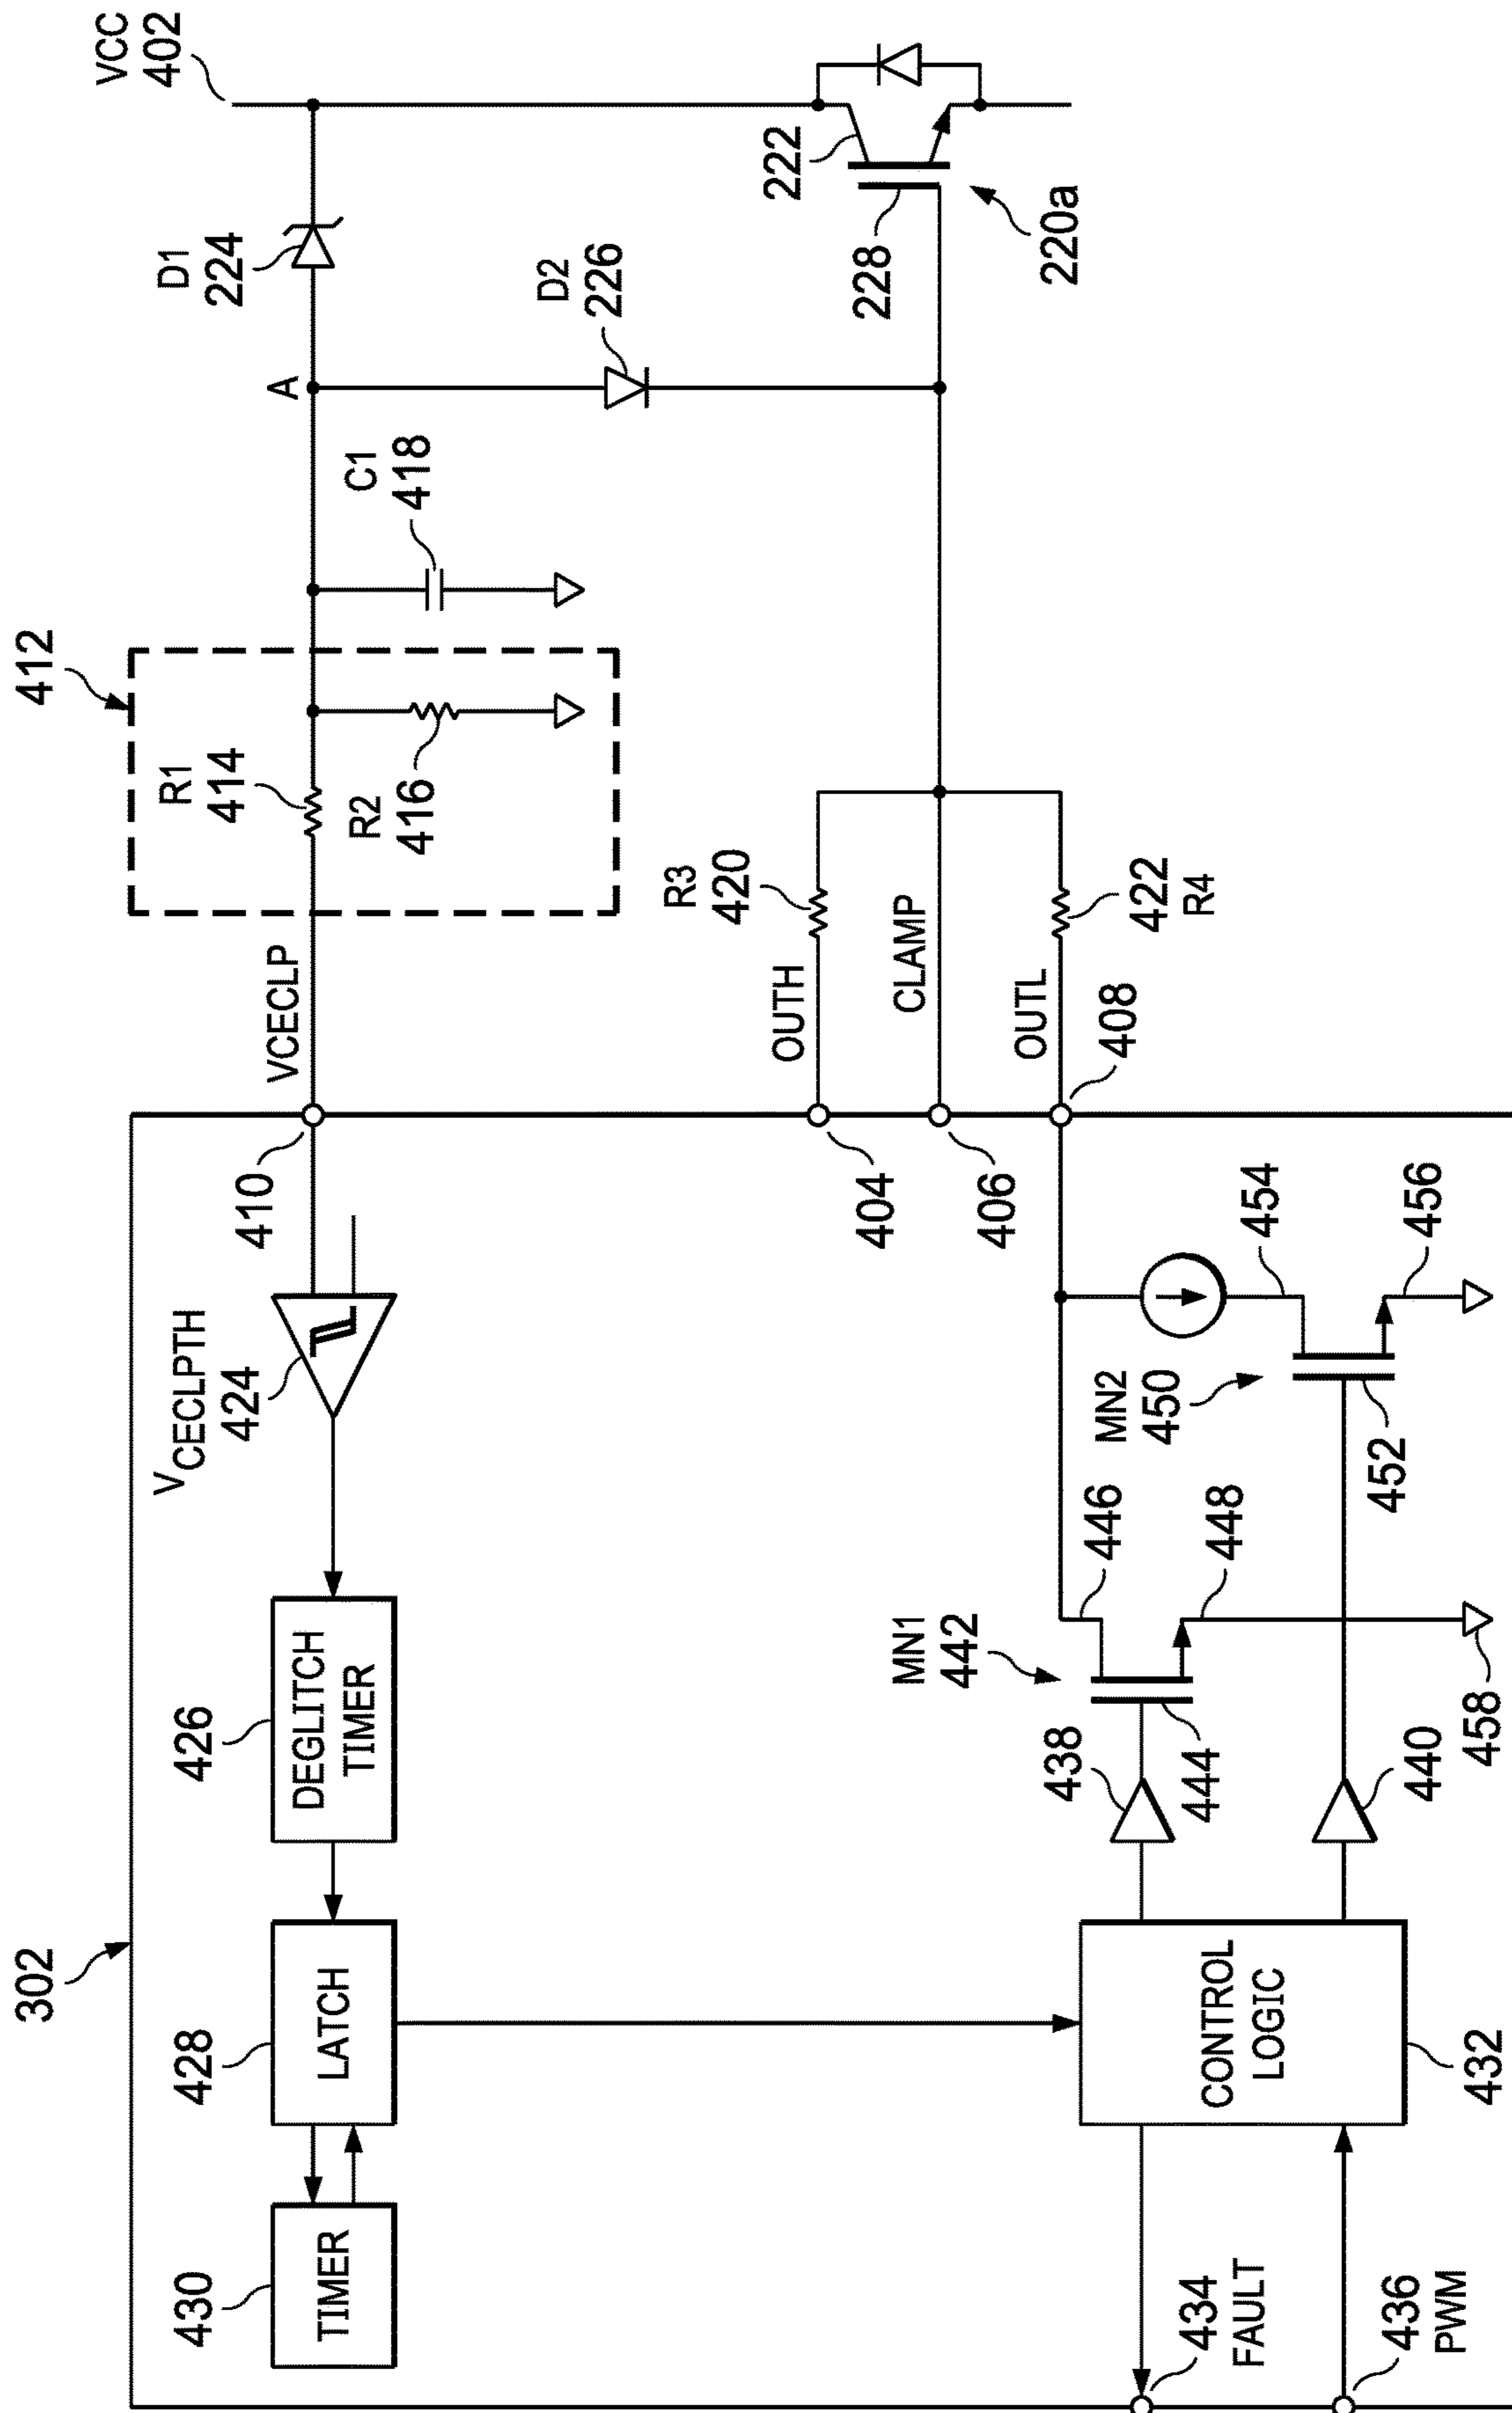 302
430
TIMER
428
LATCH
426
DEGLITCH
TIMER
VCECLPTH
424
410
VCECLP
412
R1
414
R2
416
C1
418
A
D1
224
D2
226
VCC
402
222
228
220a
R3
420
OUTH
404
CLAMP
406
OUTL
408
422
R4
434
FAULT
436
PWM
CONTROL
LOGIC
432
438
440
MN1
442
444
446
448
458
MN2
450
452
454
456